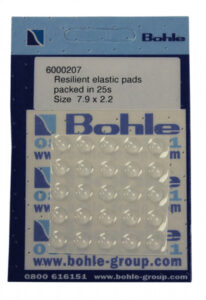 Bohle
6000207
Resilient elastic pads
packed in 25s
Size 7.9 x 2.2
Bohle
www.bohle-group.com
0800 616151 www.bohle-group.com